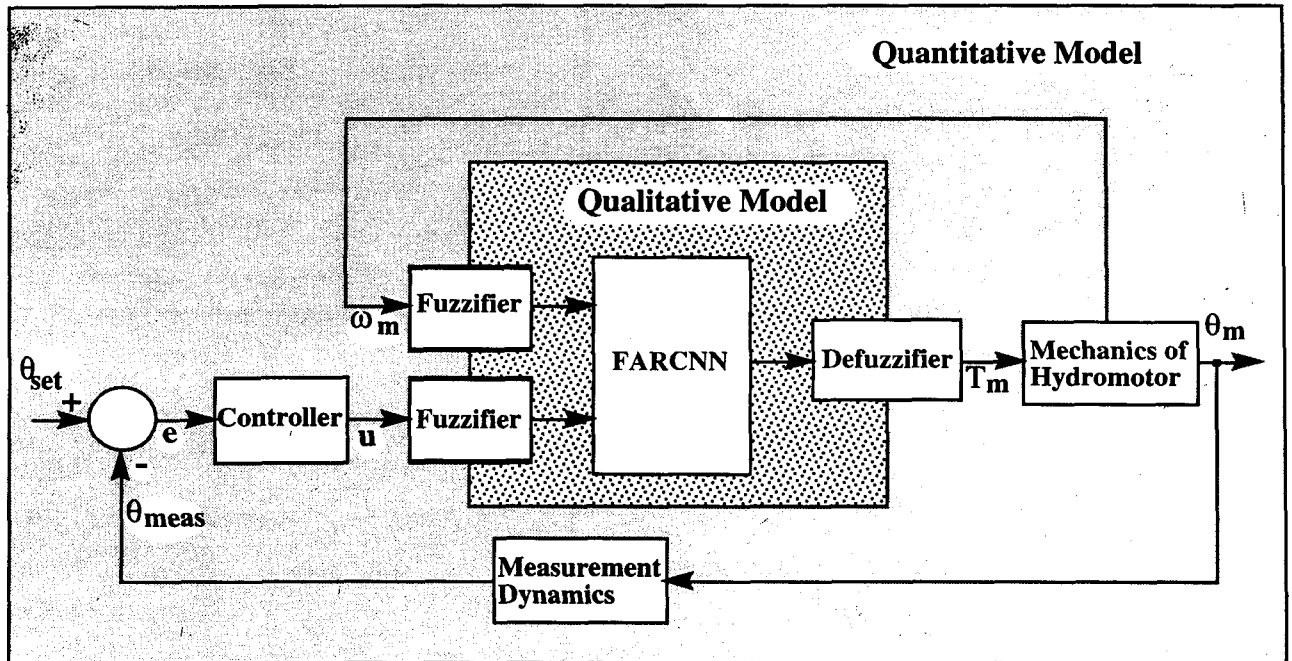 Quantitative Model
Qualitative Model
Fuzzifier
ω m
FARCNN
Defuzzifier
T m
Mechanics of
Hydromotor
θ m
θ set
+
-
e
Controller
u
Fuzzifier
θ meas
Measurement
Dynamics